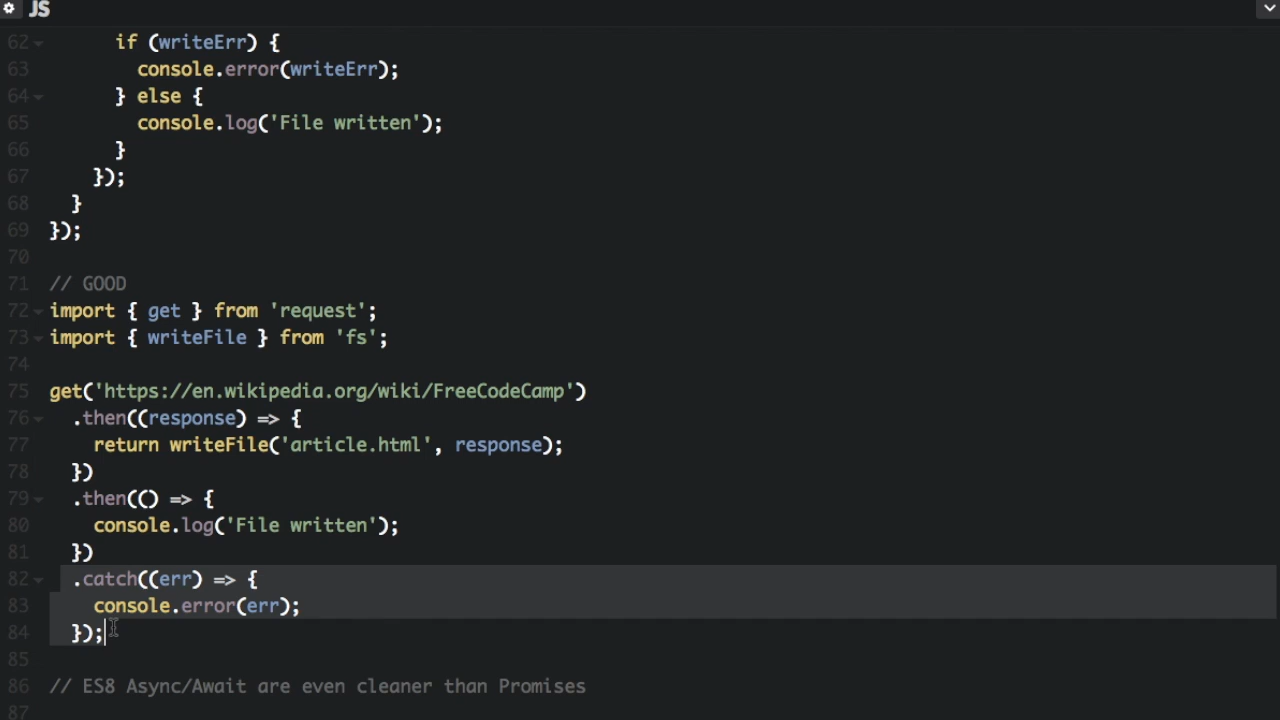 JS
62 if (writeErr) {
63 console.error(writeErr);
64 } else {
65 console.log('File written');
66 }
67 });
68 }
69 });
70
71 // GOOD
72 import { get } from 'request';
73 import { writeFile } from 'fs';
74
75 get('https://en.wikipedia.org/wiki/FreeCodeCamp')
76 .then((response) => {
77 return writeFile('article.html', response);
78 })
79 .then(() => {
80 console.log('File written');
81 })
82 .catch((err) => {
83 console.error(err);
84 });
85
86 // ES8 Async/Await are even cleaner than Promises
87